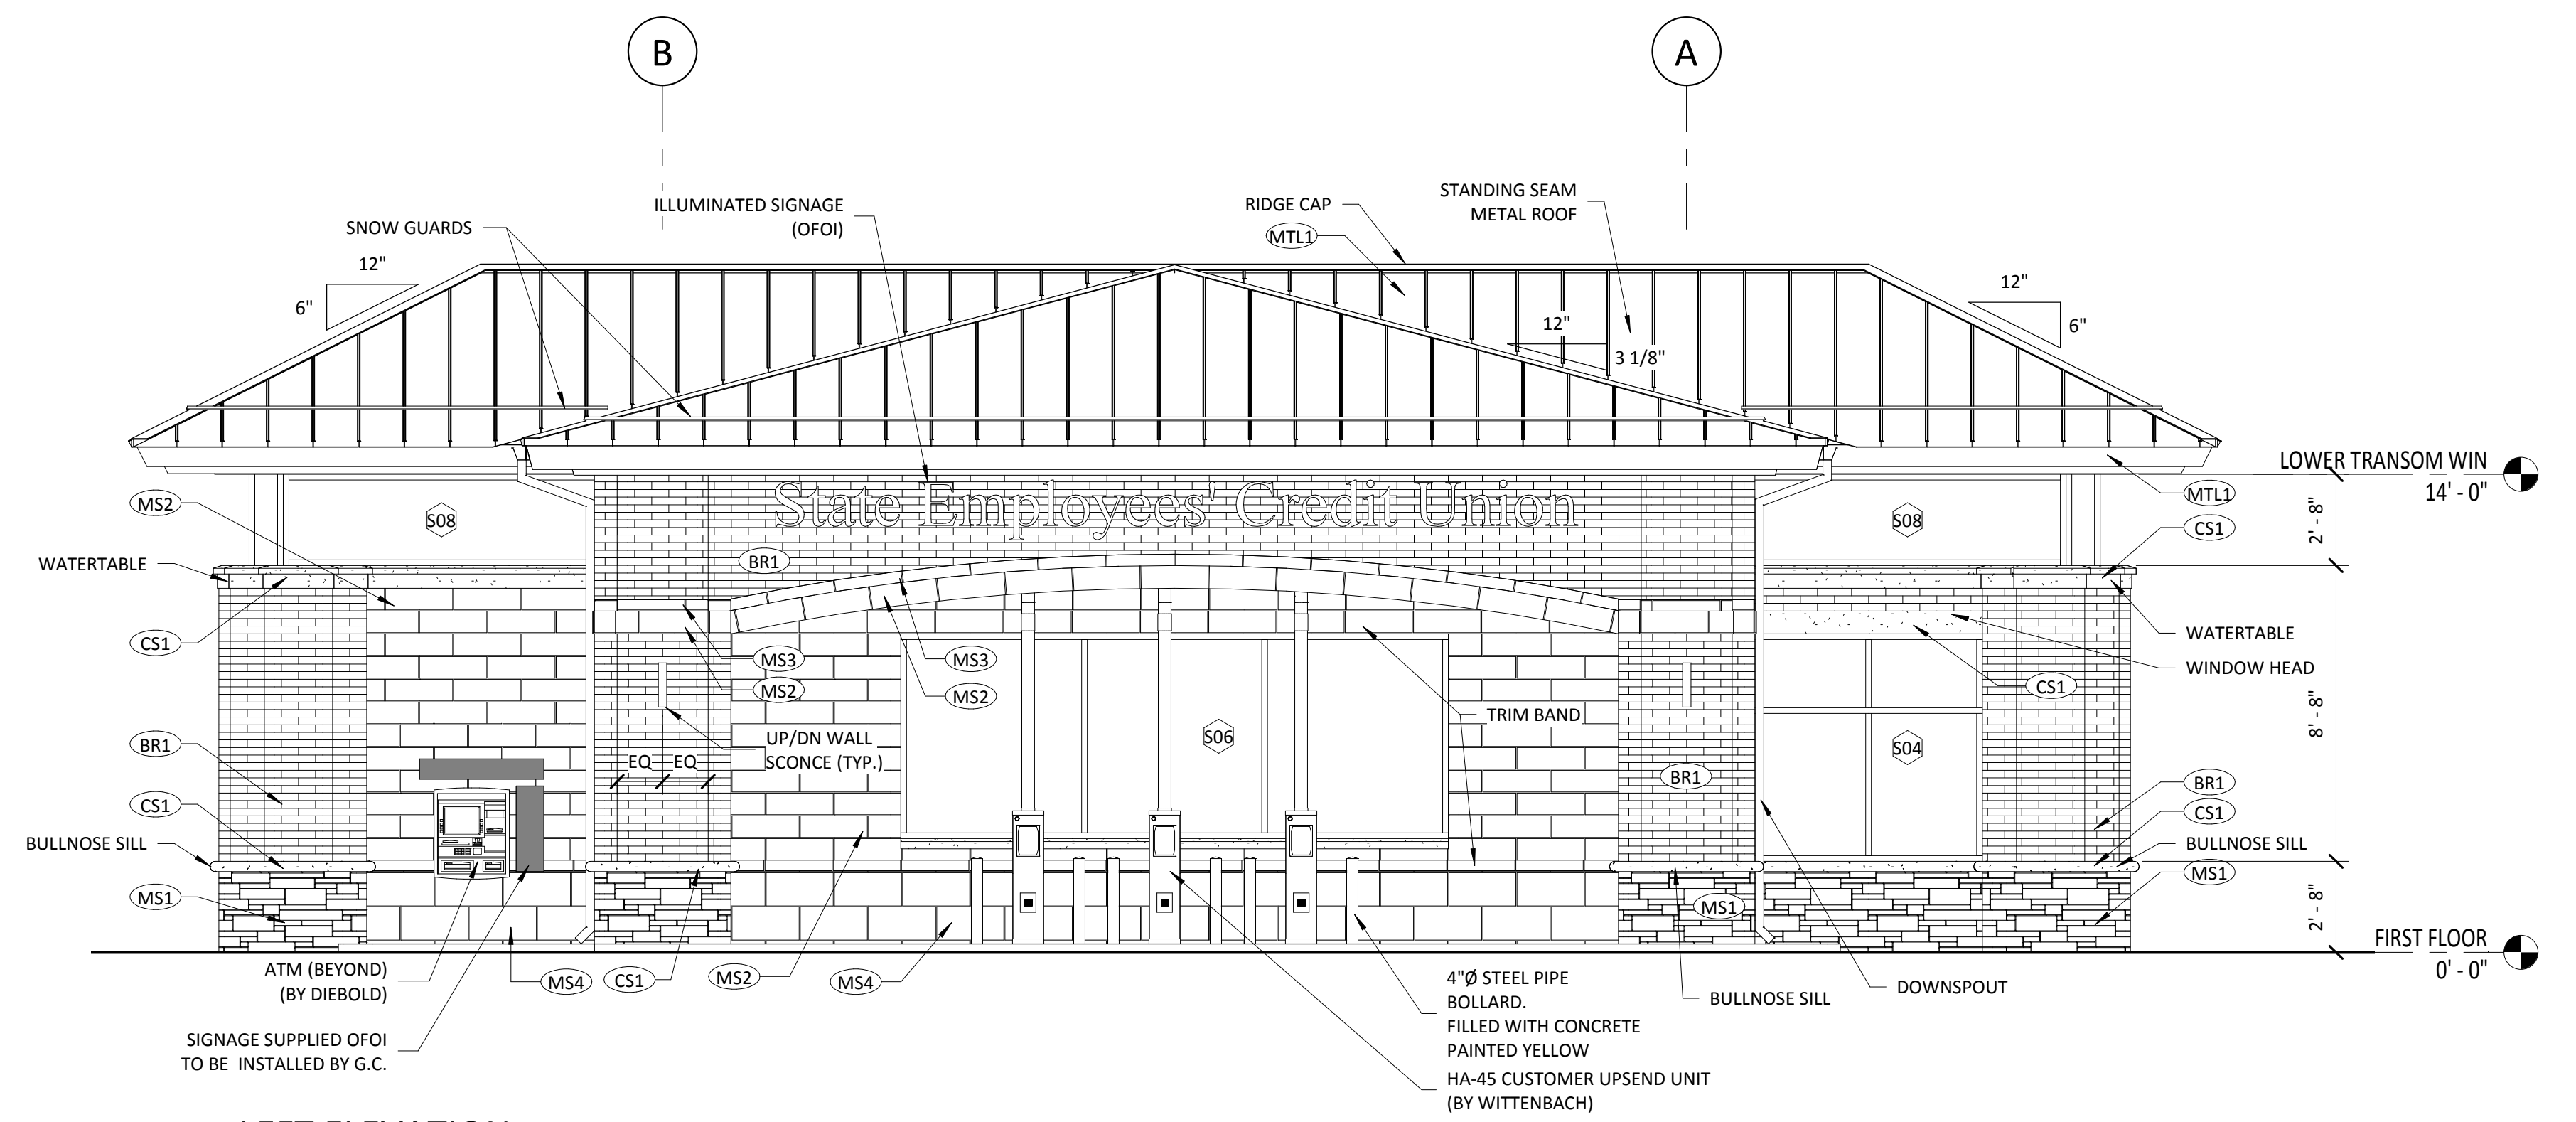 B
A
STANDING SEAM
METAL ROOF
ILLUMINATED SIGNAGE
(OFOI)
RIDGE CAP
SNOW GUARDS
MTL1
12"
6"
12"
6"
12"
3 1/8"
LOWER TRANSOM WIN
14' - 0"
MS2
S08
State Employees' Credit Union
S08
MTL1
CS1
2' - 8"
WATERTABLE
BR1
CS1
MS3
MS2
MS3
MS2
WATERTABLE
WINDOW HEAD
CS1
TRIM BAND
8' - 8"
BR1
UP/DN WALL
SCONCE (TYP.)
EQ
EQ
S06
S04
BR1
BR1
CS1
CS1
BULLNOSE SILL
BULLNOSE SILL
MS1
MS1
MS1
2' - 8"
FIRST FLOOR
0' - 0"
ATM (BEYOND)
(BY DIEBOLD)
MS4
CS1
MS2
MS4
4"Ø STEEL PIPE
BOLLARD.
FILLED WITH CONCRETE
PAINTED YELLOW
BULLNOSE SILL
DOWNSPOUT
SIGNAGE SUPPLIED OFOI
TO BE INSTALLED BY G.C.
HA-45 CUSTOMER UPSEND UNIT
(BY WITTENBACH)
LEFT ELEVATION